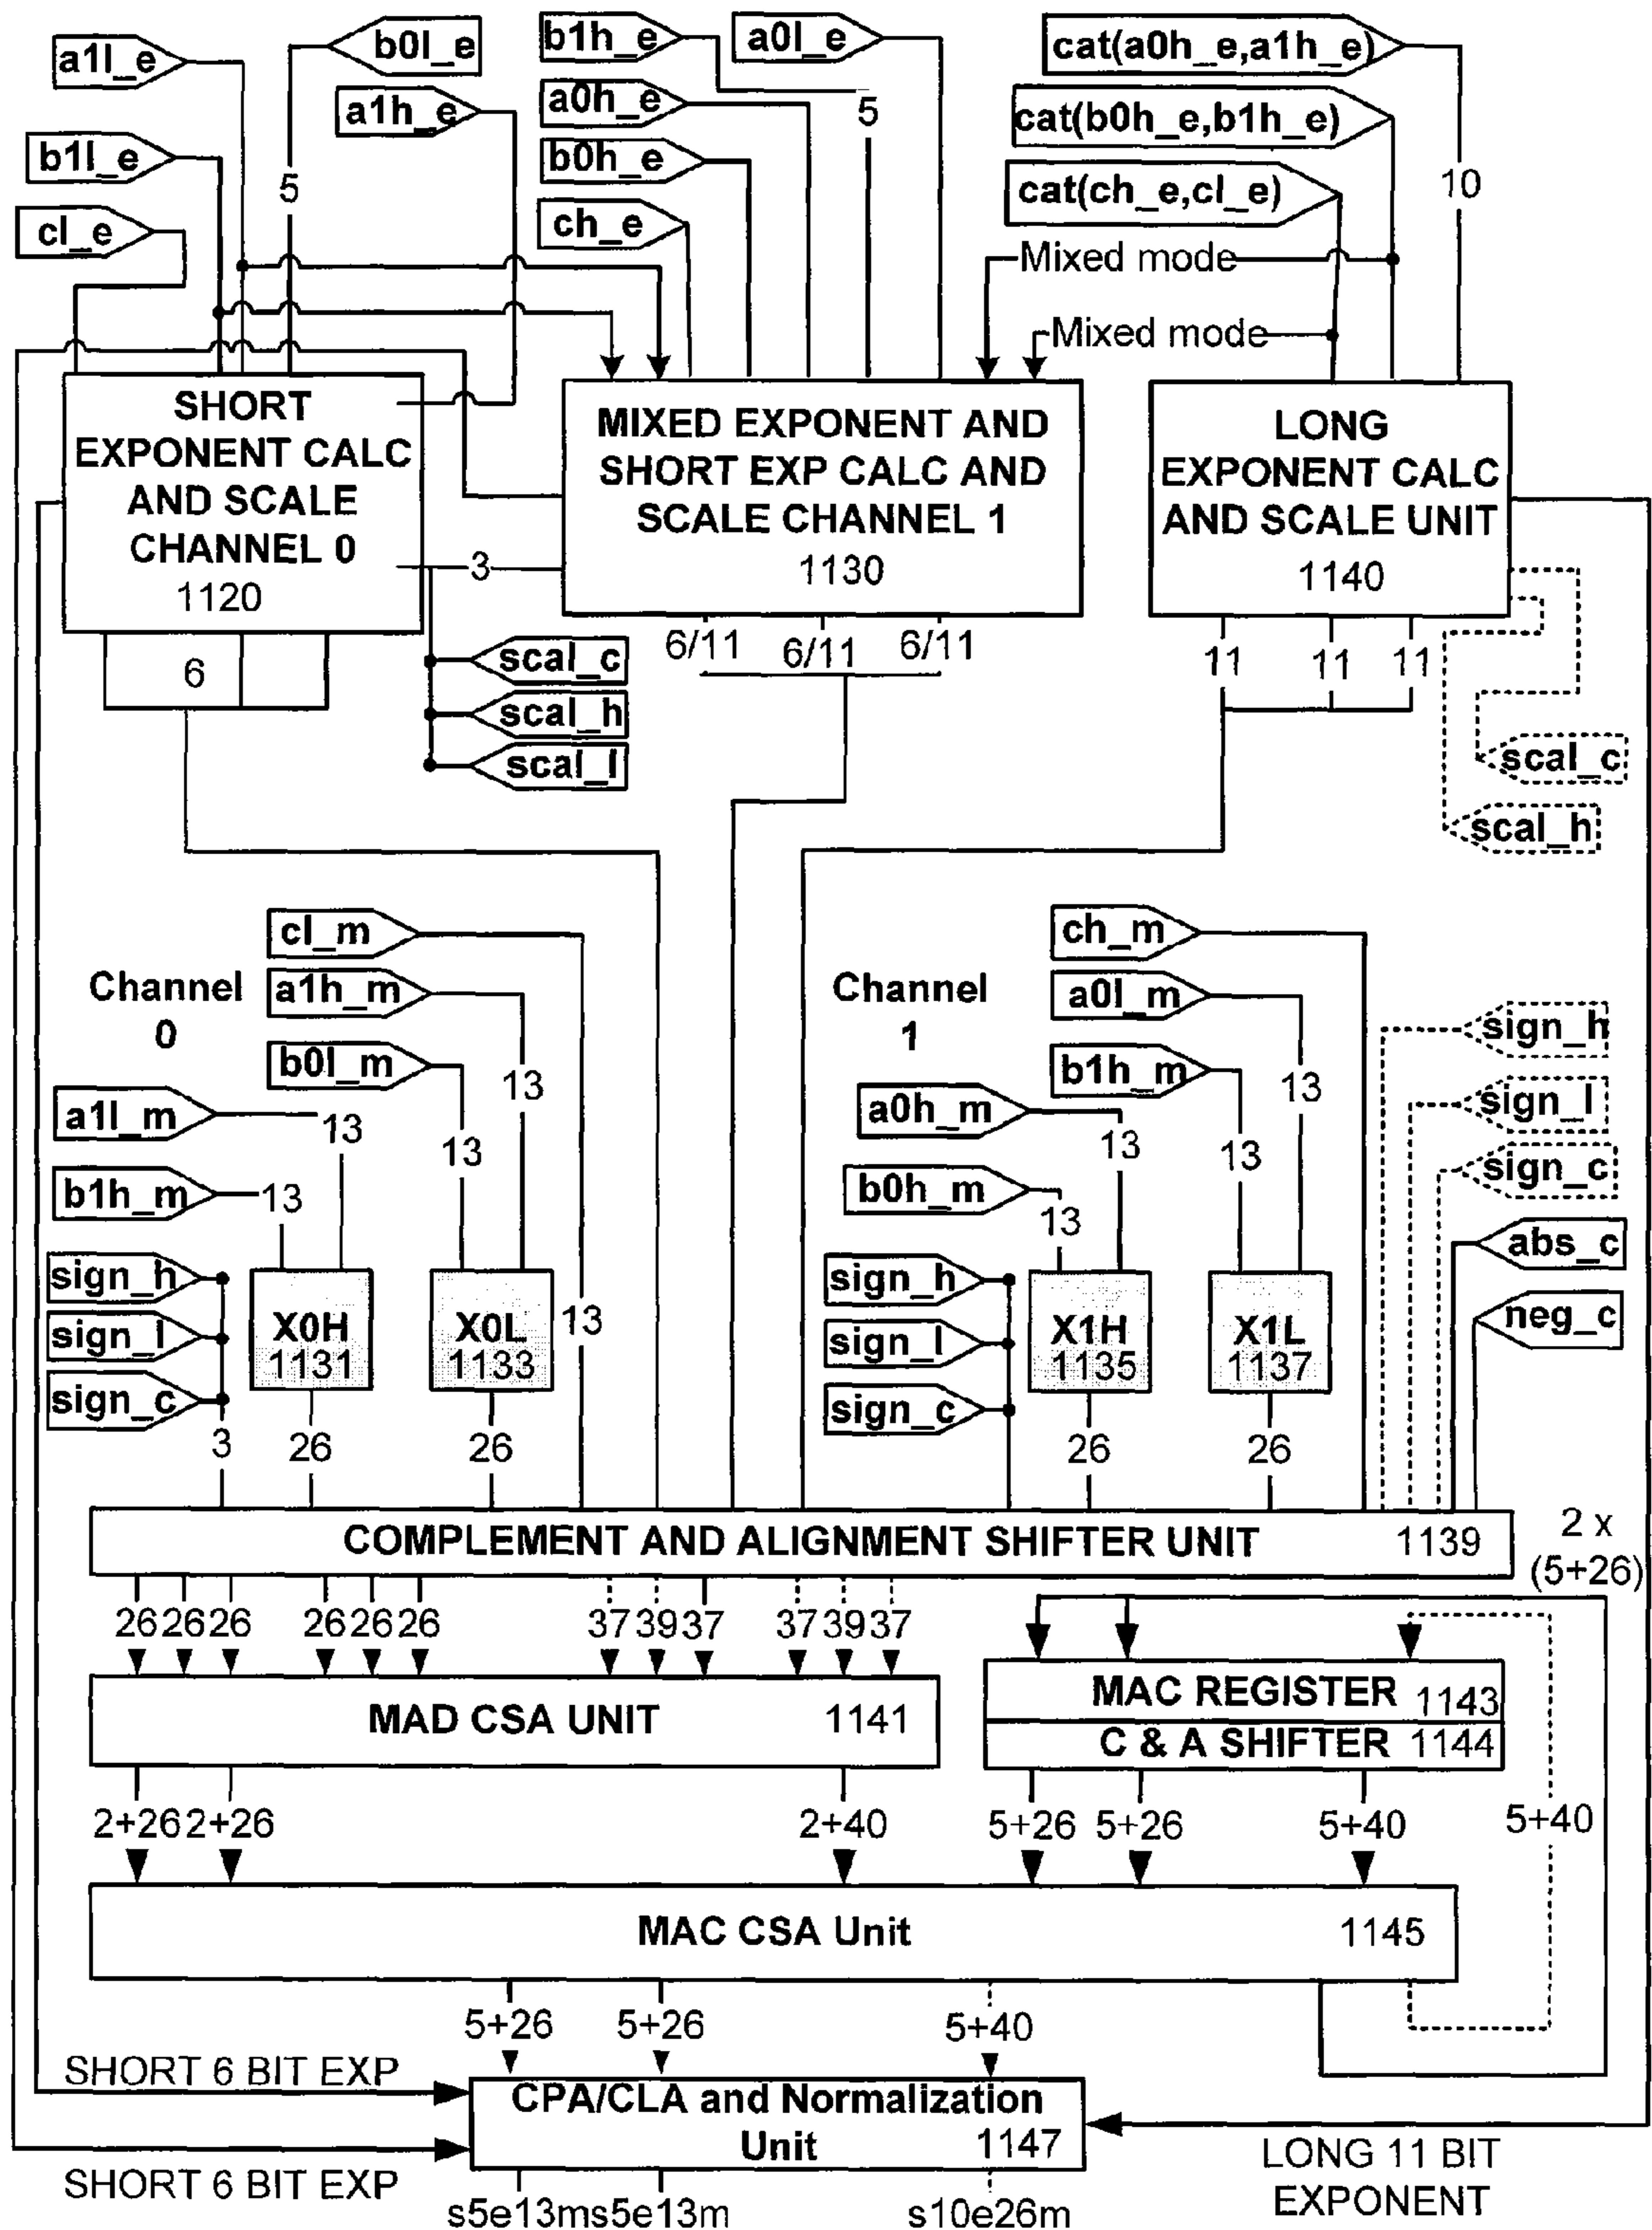 a1l_e
b0l_e
b1h_e
a0l_e
cat(a0h_e,a1h_e)
a1h_e
a0h_e
5
cat(b0h_e,b1h_e)
b1l_e
5
b0h_e
cat(ch_e,cl_e)
10
cl_e
ch_e
Mixed mode
Mixed mode
SHORT
EXPONENT CALC
AND SCALE
CHANNEL 0
1120
MIXED EXPONENT AND
SHORT EXP CALC AND
SCALE CHANNEL 1
1130
LONG
EXPONENT CALC
AND SCALE UNIT
1140
3
6
scal_c
scal_h
scal_l
6/11 6/11 6/11
11 11 11
scal_c
scal_h
Channel
0
cl_m
a1h_m
b0l_m
a1l_m
b1h_m
13
13
13
13
13
sign_h
sign_l
sign_c
3
X0H
1131
X0L
1133
26
26
Channel
1
ch_m
a0l_m
b1h_m
a0h_m
b0h_m
13
13
13
13
sign_h
sign_l
sign_c
X1H
1135
X1L
1137
26
26
sign_h
sign_l
sign_c
abs_c
neg_c
COMPLEMENT AND ALIGNMENT SHIFTER UNIT 1139
2 x
(5+26)
26 26 26 26 26 26 37 39 37 37 39 37
MAD CSA UNIT 1141
MAC REGISTER 1143
C & A SHIFTER 1144
2+26 2+26 2+40 5+26 5+26 5+40 5+40
MAC CSA Unit 1145
5+26 5+26 5+40
SHORT 6 BIT EXP
CPA/CLA and Normalization
Unit 1147
SHORT 6 BIT EXP
LONG 11 BIT
EXPONENT
s5e13m s5e13m s10e26m